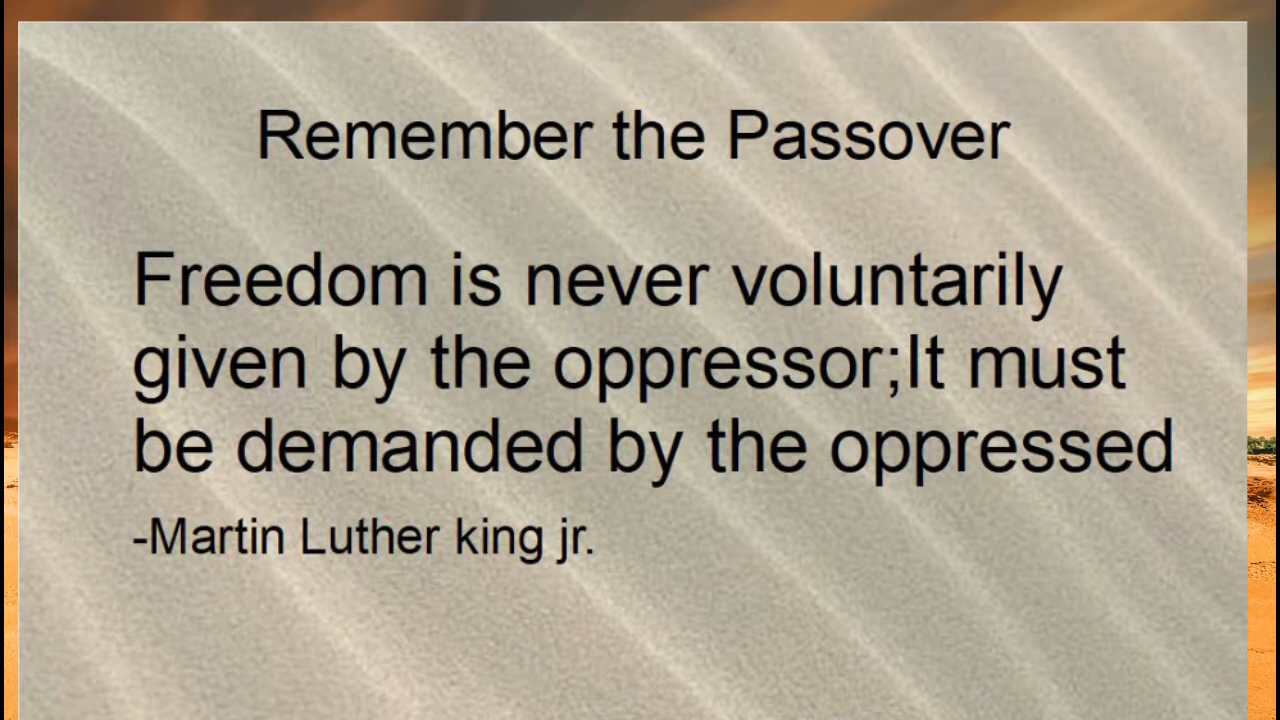 Remember the Passover
Freedom is never voluntarily
given by the oppressor;It must
be demanded by the oppressed
-Martin Luther king jr.